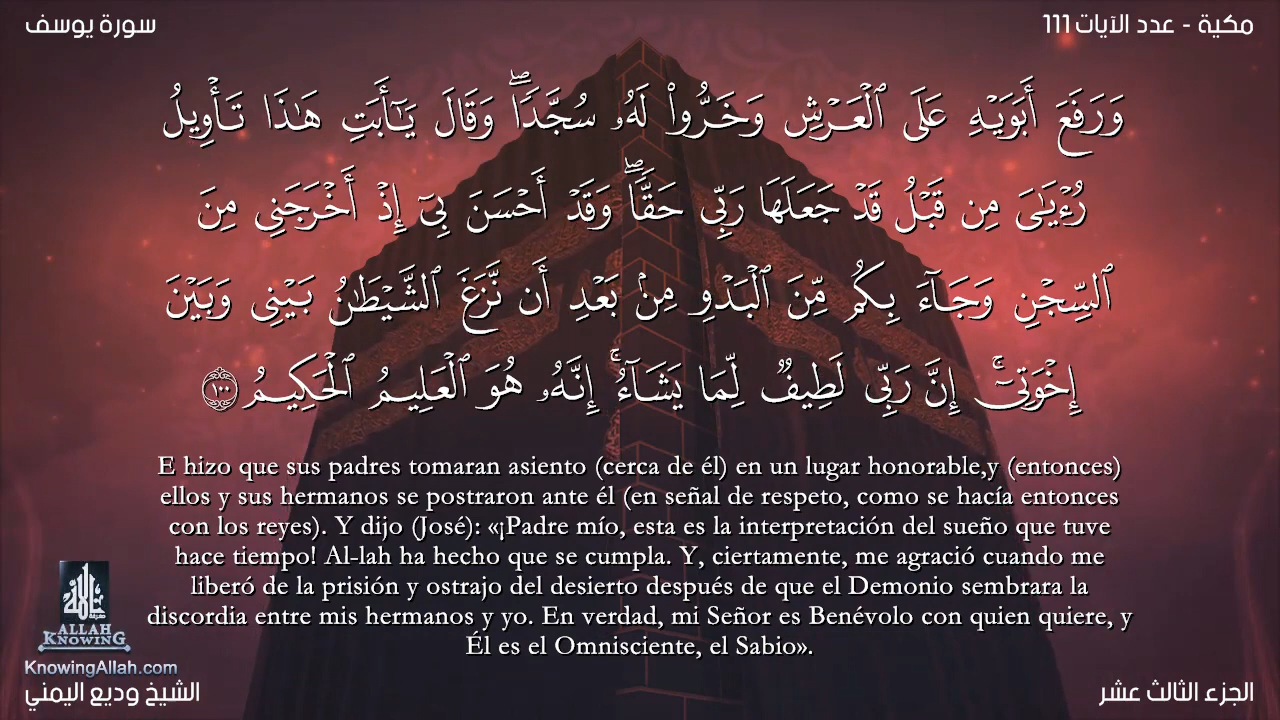 مكية - عدد الآيات 111
سورة يوسف
وَرَفَعَ أَبَوَيْهِ عَلَى ٱلْعَرْشِ وَخَرُّوا۟ لَهُۥ سُجَّدًۭا ۖ وَقَالَ يَـٰٓأَبَتِ هَـٰذَا تَأْوِيلُ
رُءْيَـٰىَ مِن قَبْلُ قَدْ جَعَلَهَا رَبِّى حَقًّۭا ۖ وَقَدْ أَحْسَنَ بِىٓ إِذْ أَخْرَجَنِى مِنَ
ٱلسِّجْنِ وَجَآءَ بِكُم مِّنَ ٱلْبَدْوِ مِنۢ بَعْدِ أَن نَّزَغَ ٱلشَّيْطَـٰنُ بَيْنِى وَبَيْنَ
إِخْوَتِىٓ ۚ إِنَّ رَبِّى لَطِيفٌۭ لِّمَا يَشَآءُ ۚ إِنَّهُۥ هُوَ ٱلْعَلِيمُ ٱلْحَكِيمُ ١٠٠
E hizo que sus padres tomaran asiento (cerca de él) en un lugar honorable,y (entonces)
ellos y sus hermanos se postraron ante él (en señal de respeto, como se hacía entonces
con los reyes). Y dijo (José): «¡Padre mío, esta es la interpretación del sueño que tuve
hace tiempo! Al-lah ha hecho que se cumpla. Y, ciertamente, me agració cuando me
liberó de la prisión y ostrajo del desierto después de que el Demonio sembrara la
discordia entre mis hermanos y yo. En verdad, mi Señor es Benévolo con quien quiere, y
Él es el Omnisciente, el Sabio».
ALLAH
KNOWING
KnowingAllah.com
الشيخ وديع اليمني
الجزء الثالث عشر